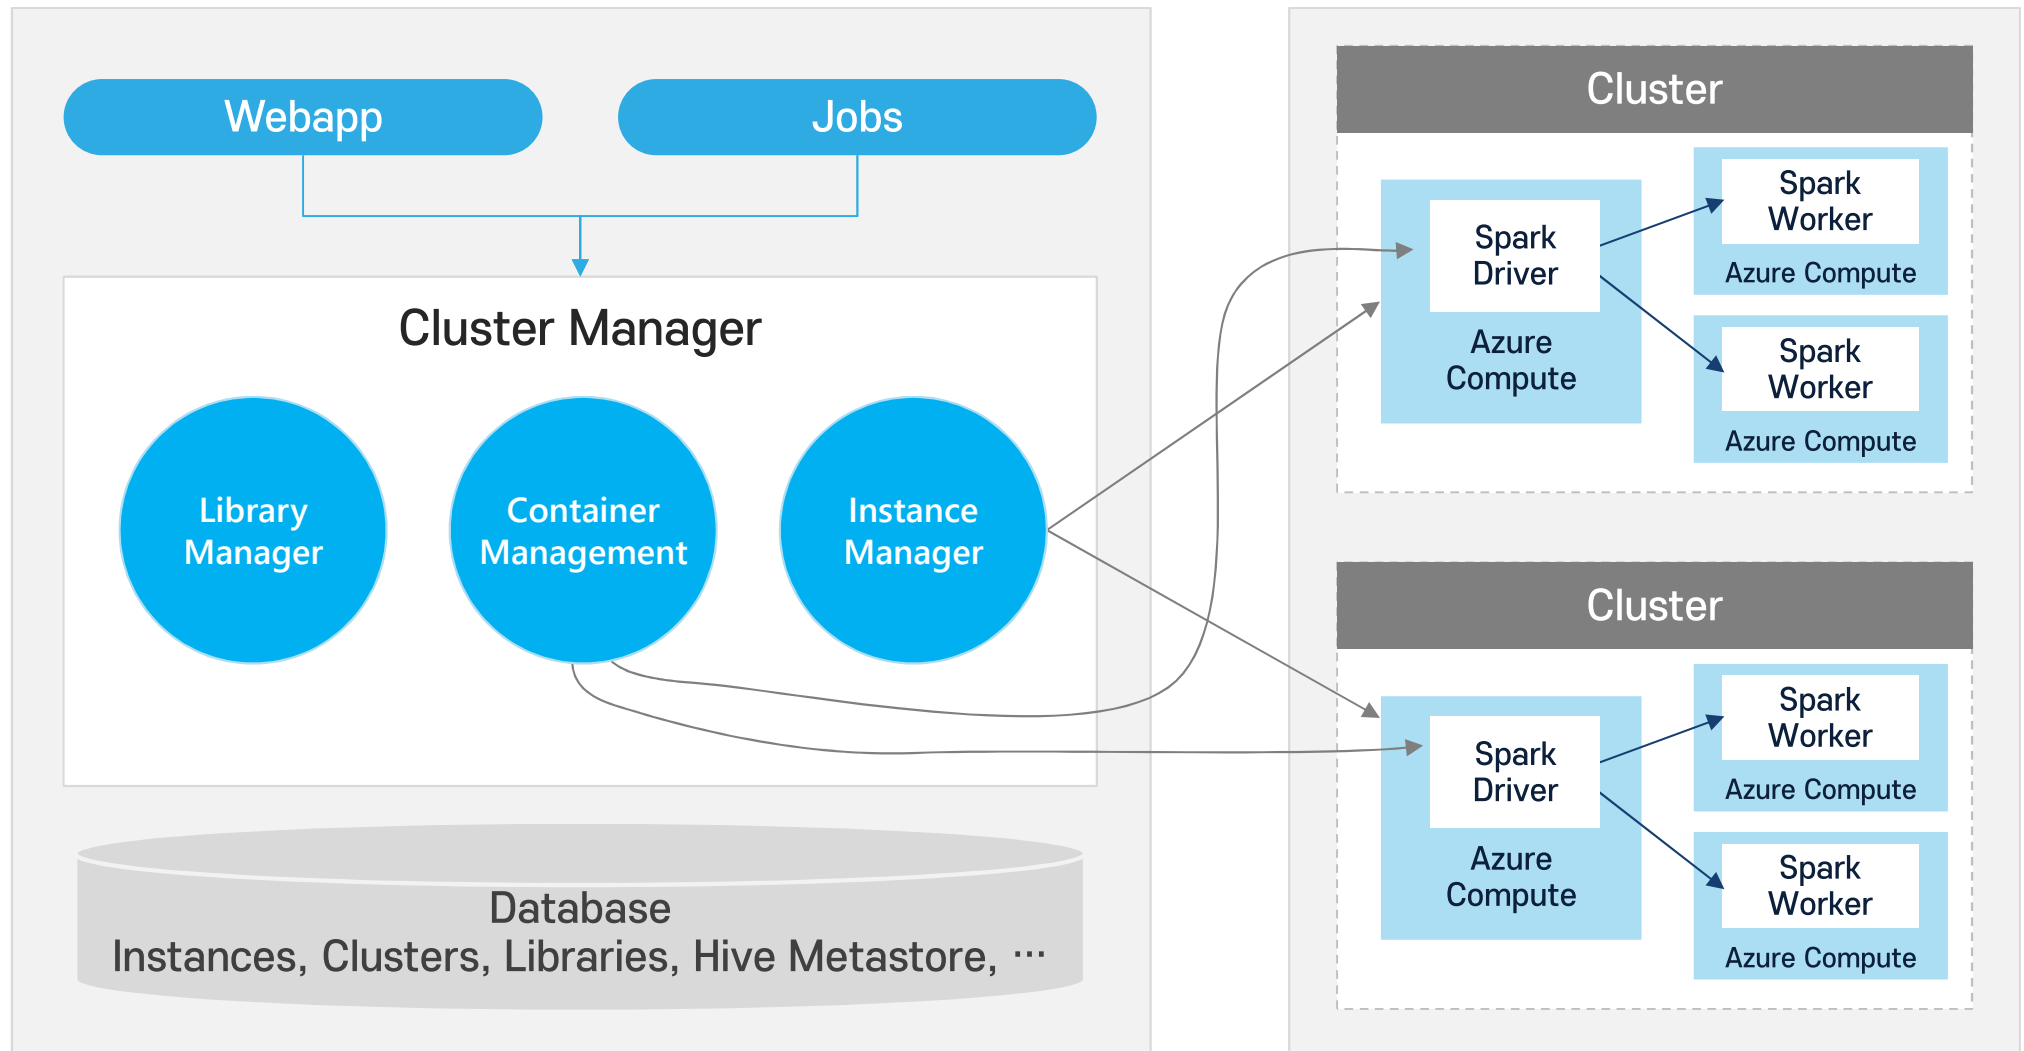 Webapp
Jobs
Cluster Manager
Library
Manager
Container
Management
Instance
Manager
Database
Instances, Clusters, Libraries, Hive Metastore, ...
Cluster
Spark
Driver
Azure
Compute
Spark
Worker
Azure Compute
Spark
Worker
Azure Compute
Cluster
Spark
Driver
Azure
Compute
Spark
Worker
Azure Compute
Spark
Worker
Azure Compute